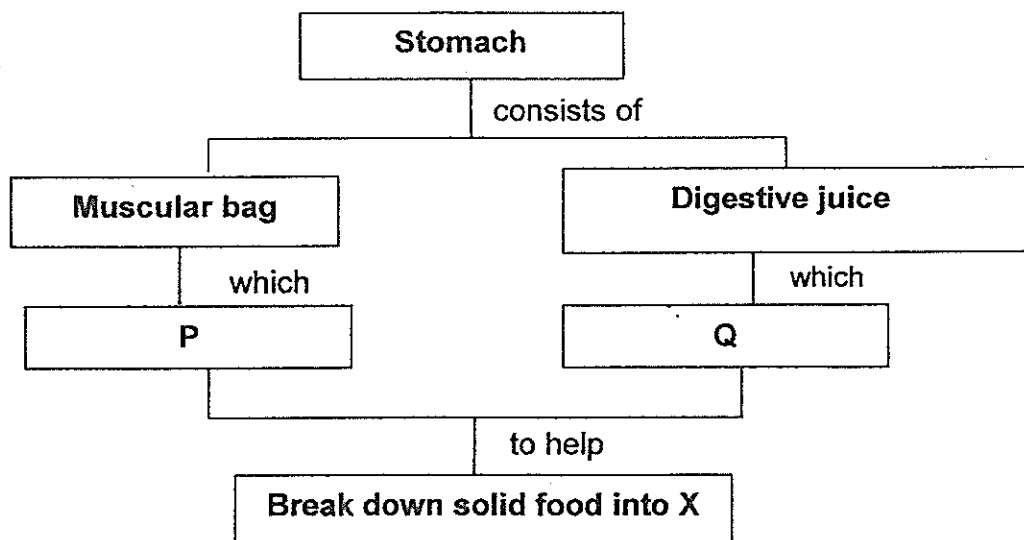 Stomach
consists of
Muscular bag
Digestive juice
which
which
P
Q
to help
Break down solid food into X